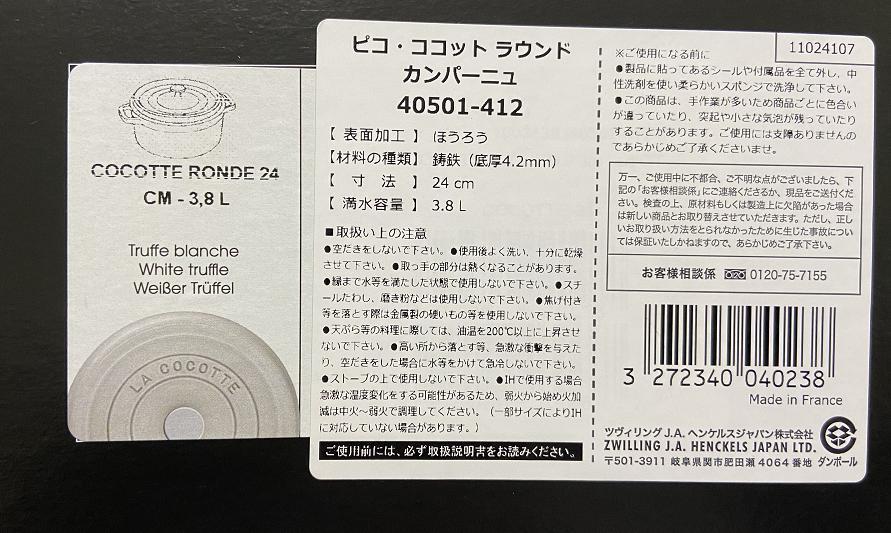 COCOTTE RONDE 24
CM - 3,8 L
Truffe blanche
White truffle
Weißer Trüffel
LA COCOTTE
ピコ・ココット ラウンド
カンパーニュ
40501-412
【 表面加工 】 ほうろう
【材料の種類】 鋳鉄（底厚4.2mm）
【 寸 法 】 24 cm
【 満水容量 】 3.8 L
■取扱い上の注意
●空だきをしないで下さい。●使用後よく洗い、十分に乾燥
させて下さい。●取っ手の部分は熱くなることがあります。
●縁まで水等を満たした状態で使用しないで下さい。●スチ
ールたわし、磨き粉などは使用しないで下さい。●焦げ付き
等を落とす際は金属製の硬いもの等を使用しないで下さい。
●天ぷら等の料理に際しては、油温を200℃以上に上昇させ
ないで下さい。●高い所から落とす等、急激な衝撃を与えた
り、空だきをした場合に水等をかけて急冷しないで下さい。
●ストーブの上で使用しないで下さい。●IHで使用する場合
急激な温度変化をする可能性があるため、弱火から始め火加
減は中火～弱火で調理してください。（一部サイズによりIH
に対応していない場合があります。）
ご使用前には、必ず取扱説明書をお読みください。
11024107
※ご使用になる前に
●製品に貼ってあるシールや付属品を全て外し、中
性洗剤を使い柔らかいスポンジで洗浄して下さい。
●この商品は、手作業が多いため商品ごとに色合い
が違っていたり、突起や小さな気泡が残っていたり
することがあります。ご使用には支障ありませんの
であらかじめご了承くださいませ。
万一、ご使用中に不都合、ご不明な点がございましたら、下
記の「お客様相談係」にご連絡くださるか、現品をご送付くださ
い。検査の上、原材料もしくは製造上に欠陥があった場合
は新しい商品とお取り替えさせていただきます。ただし、正し
いお取り扱い方法をとられなかったために生じた事故につい
ては保証いたしかねますので、あらかじめご了承下さい。
お客様相談係 0120-75-7155
3 272340 040238
Made in France
ツヴィリング J.A. ヘンケルスジャパン株式会社
ZWILLING J.A. HENCKELS JAPAN LTD.
〒501-3911 岐阜県関市肥田瀬 4064 番地 ダンボール